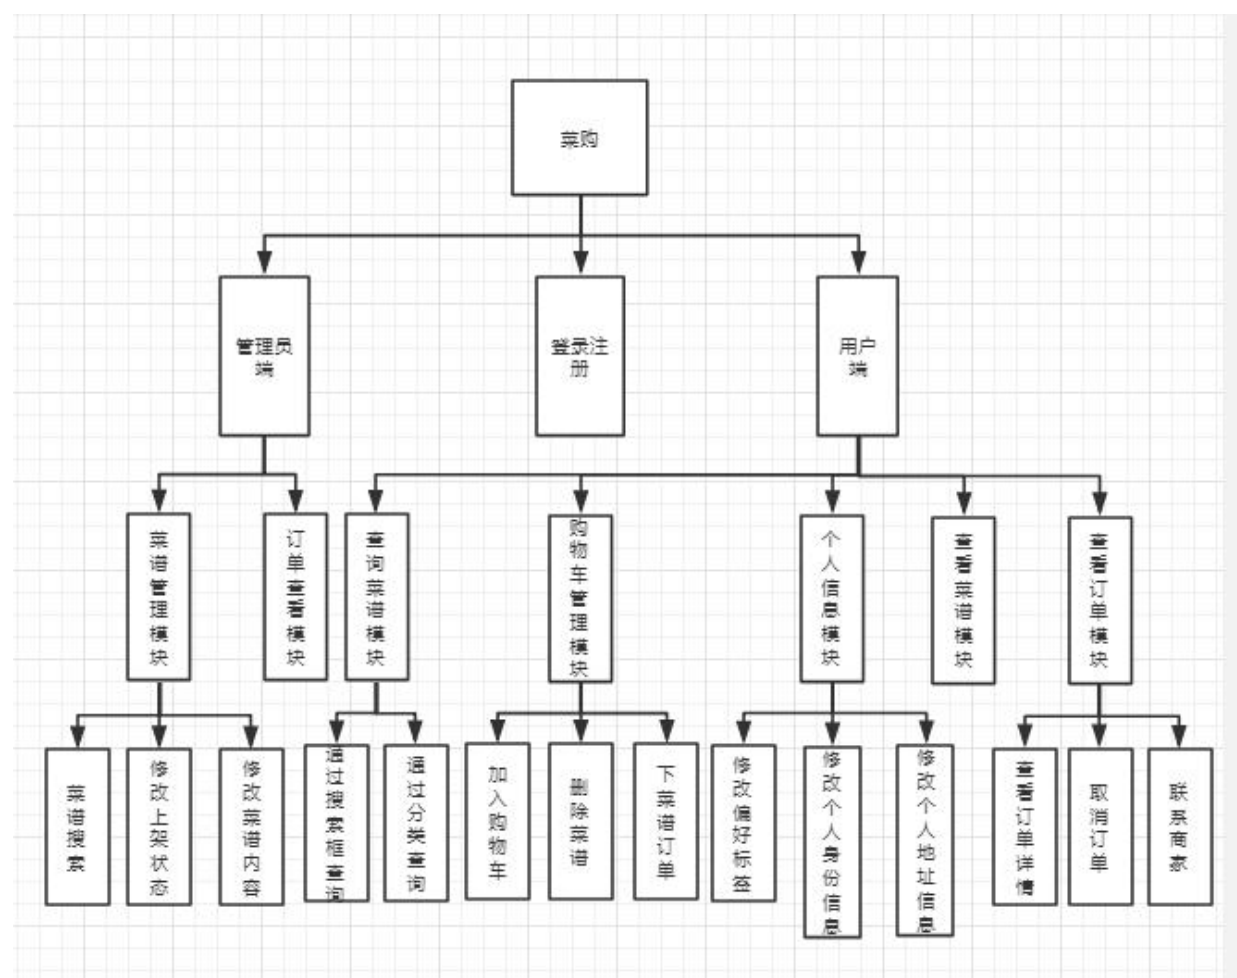 菜购
管理员
端
登录注
册
用户
端
菜谱管理模块
订单查看模块
查询菜谱模块
购物车管理模块
个人信息模块
查看菜谱模块
查看订单模块
菜谱搜索
修改上架状态
修改菜谱内容
通过搜索框查询
通过分类查询
加入购物车
删除菜谱
下菜谱订单
修改偏好标签
修改个人身份信息
修改个人地址信息
查看订单详情
取消订单
联系商家